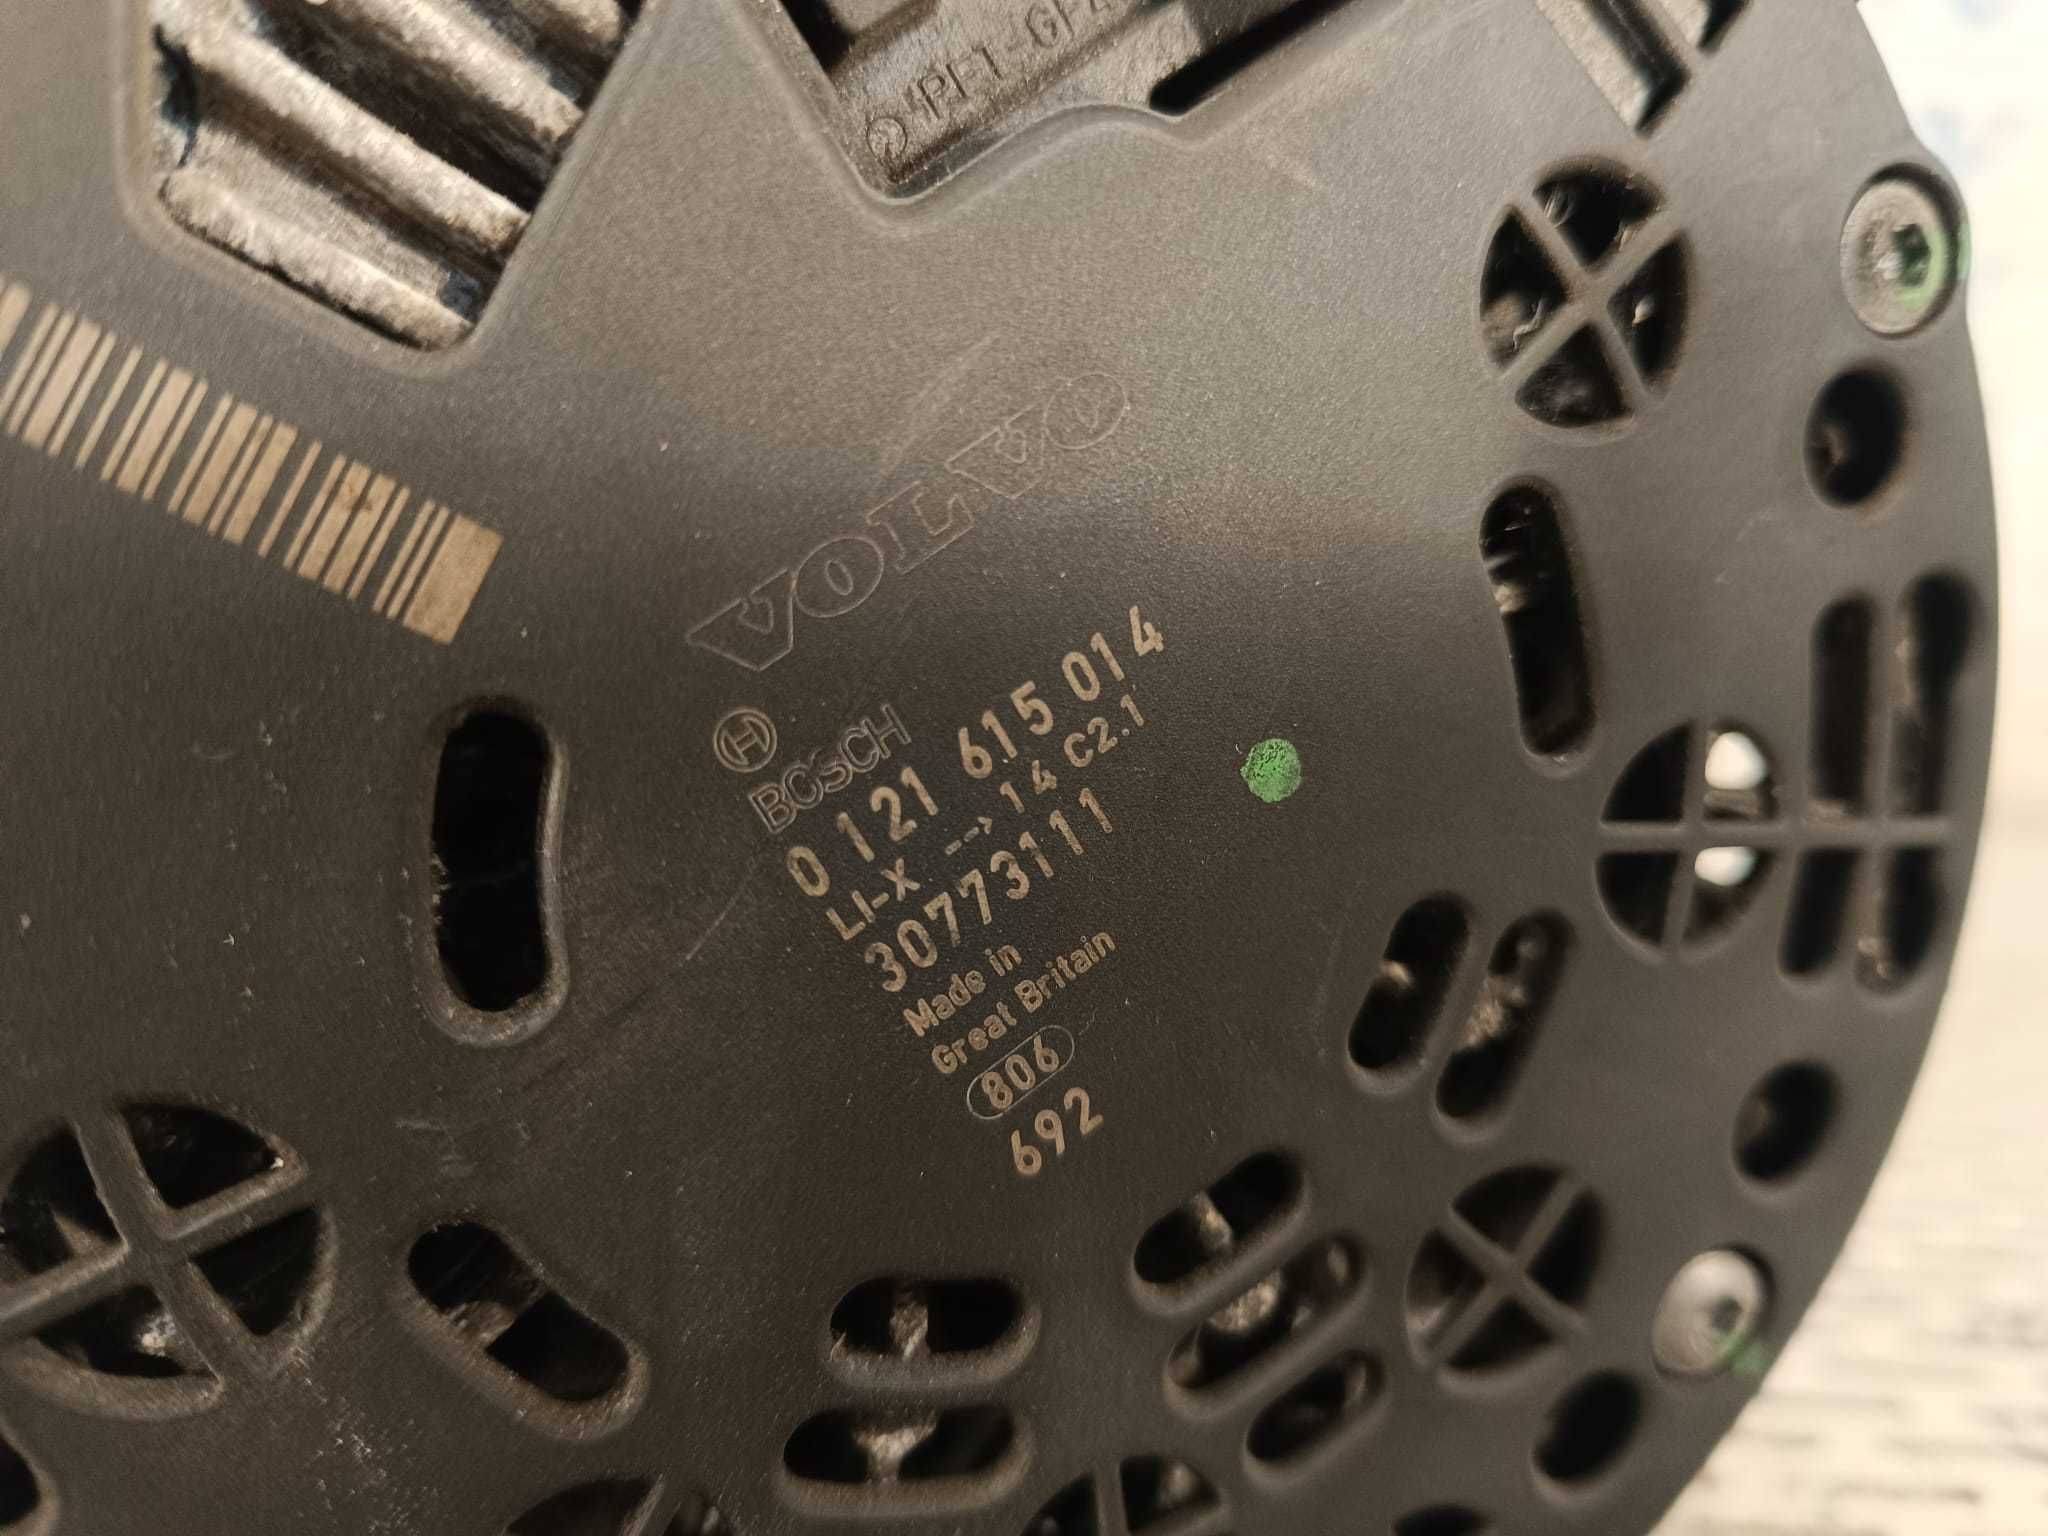 VOLVO
BOSCH
0 121 615 014
LI-X --> 14 C2.1
30773111
Made in
Great Britain
806
692